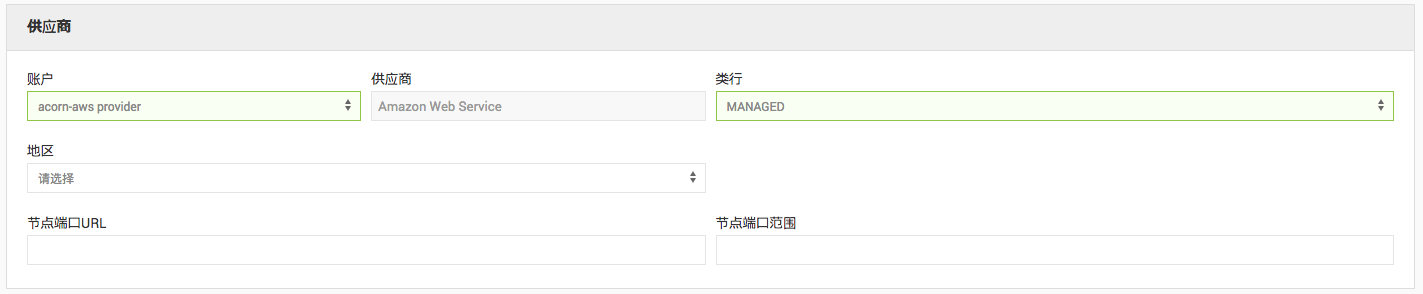 供应商
账户 供应商 类行
acorn-aws provider Amazon Web Service MANAGED
地区
请选择
节点端口URL 节点端口范围